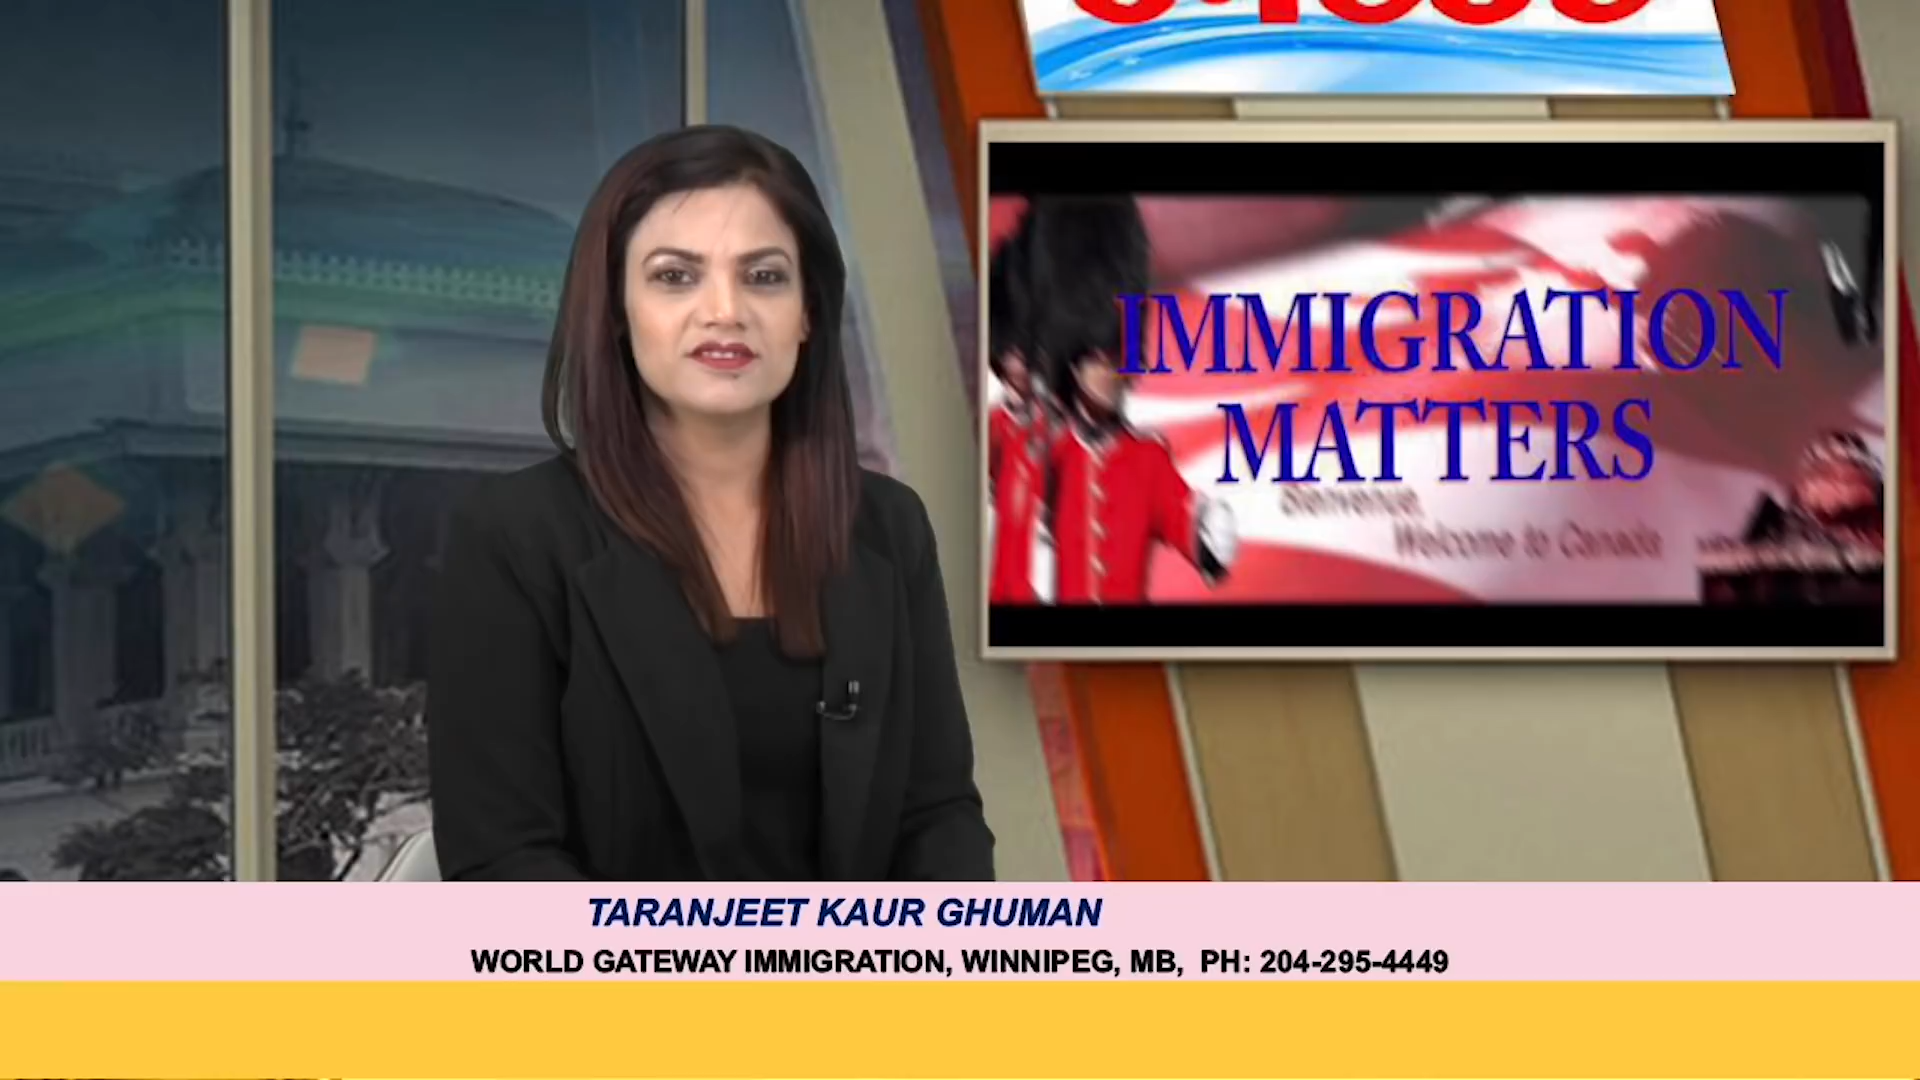 IMMIGRATION
MATTERS
Bienvenue
Welcome to Canada
TARANJEET KAUR GHUMAN
WORLD GATEWAY IMMIGRATION, WINNIPEG, MB, PH: 204-295-4449